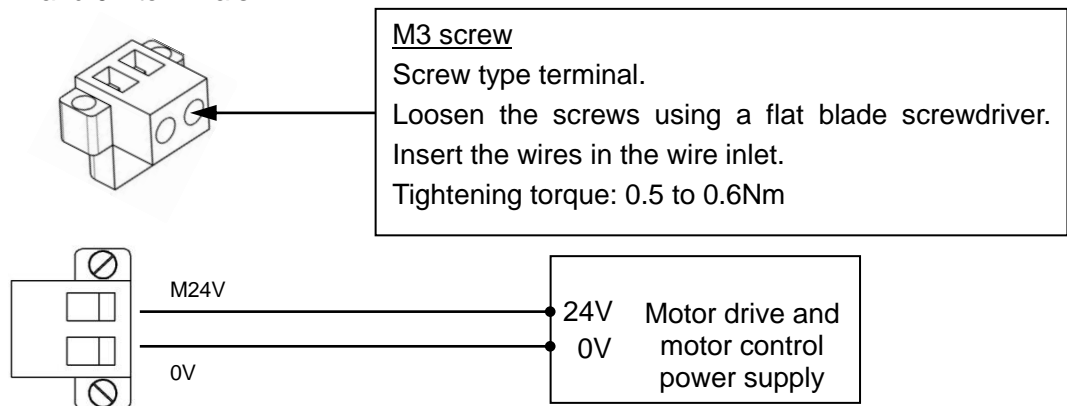 M3 screw
Screw type terminal.
Loosen the screws using a flat blade screwdriver.
Insert the wires in the wire inlet.
Tightening torque: 0.5 to 0.6Nm
M24V
0V
24V
0V
Motor drive and
motor control
power supply